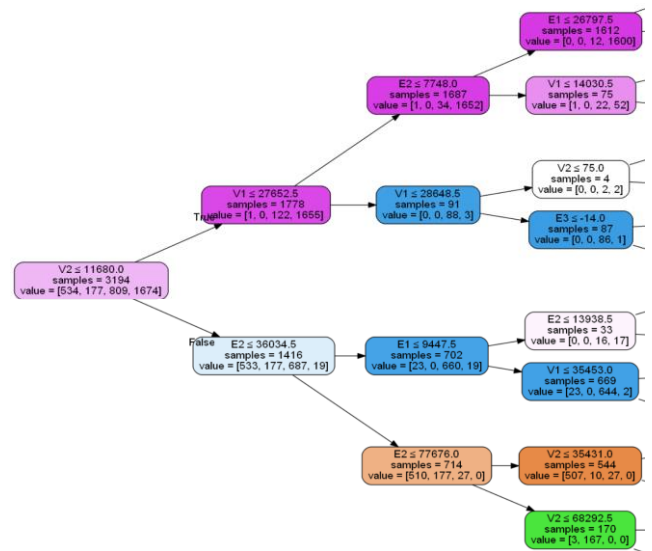 E1 ≤ 26797.5
samples = 1612
value = [0, 0, 12, 1600]
E2 ≤ 7748.0
samples = 1687
value = [1, 0, 34, 1652]
V1 ≤ 14030.5
samples = 75
value = [1, 0, 22, 52]
V2 ≤ 75.0
samples = 4
value = [0, 0, 2, 2]
V1 ≤ 27652.5
samples = 1778
value = [1, 0, 122, 1655]
True
V1 ≤ 28648.5
samples = 91
value = [0, 0, 88, 3]
E3 ≤ -14.0
samples = 87
value = [0, 0, 86, 1]
V2 ≤ 11680.0
samples = 3194
value = [534, 177, 809, 1674]
E2 ≤ 13938.5
samples = 33
value = [0, 0, 16, 17]
False
E2 ≤ 36034.5
samples = 1416
value = [533, 177, 687, 19]
E1 ≤ 9447.5
samples = 702
value = [23, 0, 660, 19]
V1 ≤ 35453.0
samples = 669
value = [23, 0, 644, 2]
E2 ≤ 77676.0
samples = 714
value = [510, 177, 27, 0]
V2 ≤ 35431.0
samples = 544
value = [507, 10, 27, 0]
V2 ≤ 68292.5
samples = 170
value = [3, 167, 0, 0]